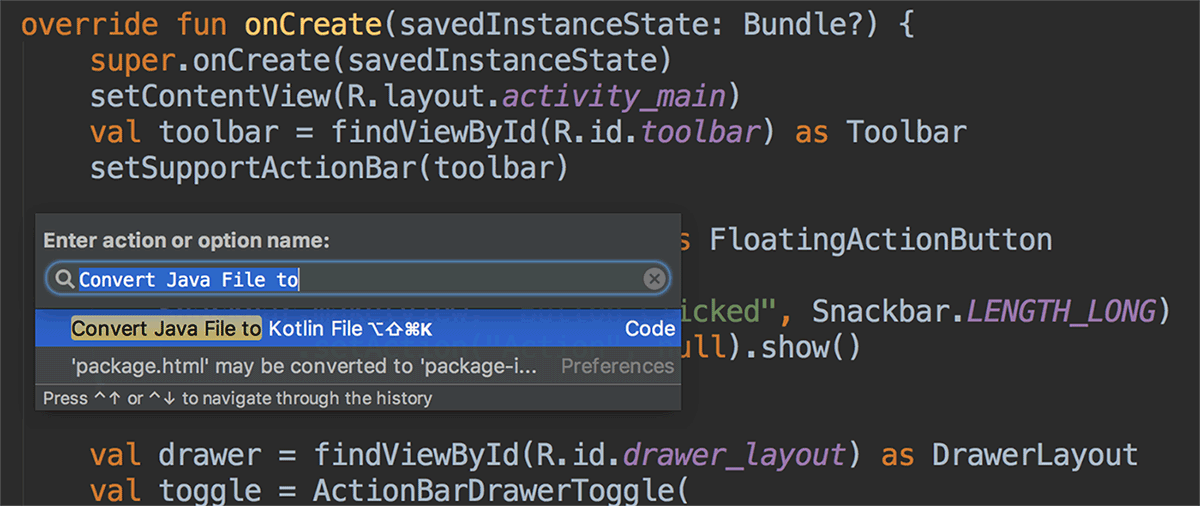 override fun onCreate(savedInstanceState: Bundle?) {
super.onCreate(savedInstanceState)
setContentView(R.layout.activity_main)
val toolbar = findViewById(R.id.toolbar) as Toolbar
setSupportActionBar(toolbar)
Enter action or option name:
s FloatingActionButton
Convert Java File to
icked", Snackbar.LENGTH_LONG)
Convert Java File to Kotlin File ⌥⇧⌘K Code
ull).show()
'package.html' may be converted to 'package-i... Preferences
Press ^↑ or ^↓ to navigate through the history
val drawer = findViewById(R.id.drawer_layout) as DrawerLayout
val toggle = ActionBarDrawerToggle(